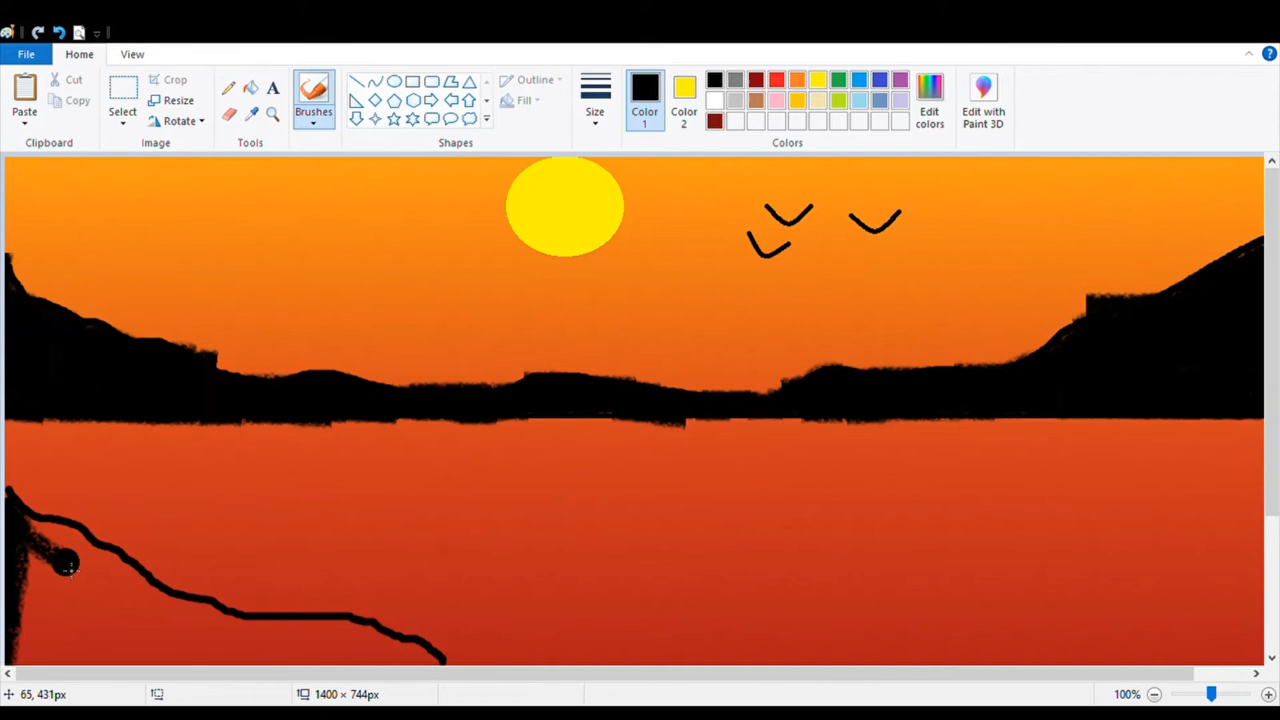 File Home View
Paste
Cut
Copy
Clipboard
Select
Crop
Resize
Rotate
Image
A
Tools
Brushes
Shapes
Outline
Fill
Size
Color
1
Color
2
Edit
colors
Edit with
Paint 3D
Colors
?
65, 431px
1400 × 744px
100%